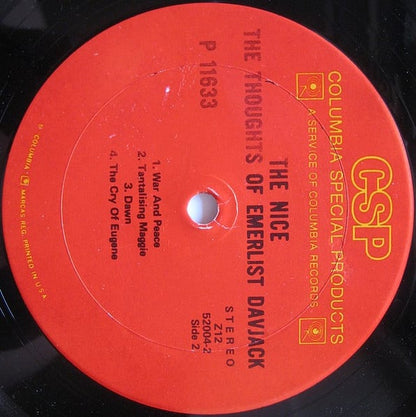 CSP
COLUMBIA SPECIAL PRODUCTS
A SERVICE OF COLUMBIA RECORDS
THE NICE
THE THOUGHTS OF EMERLIST DAVJACK
P 11633
STEREO
Z12
52004-2
Side 2
1. War And Peace
2. Tantalising Maggie
3. Dawn
4. The Cry Of Eugene
® COLUMBIA, MARCAS REG. PRINTED IN U.S.A.